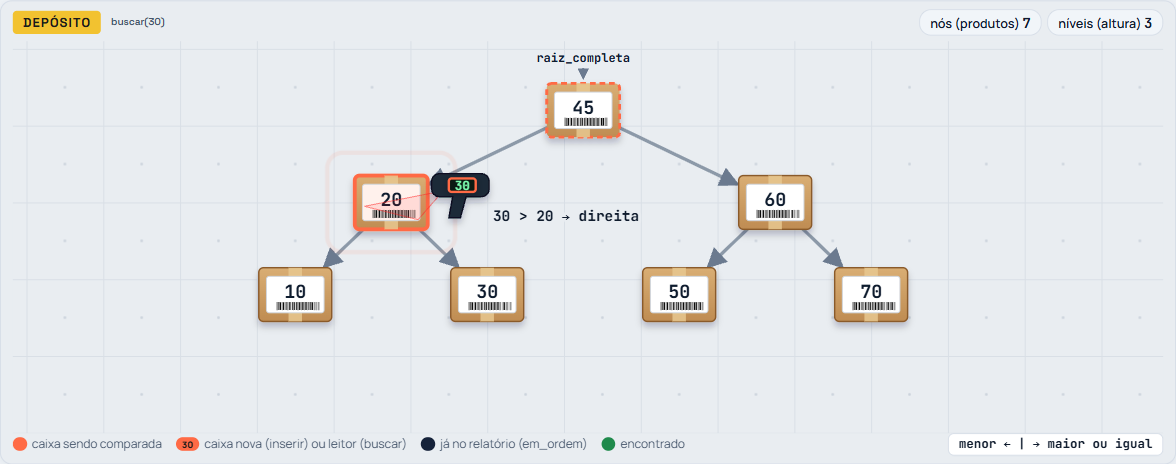 DEPÓSITO buscar(30) nós (produtos) 7 níveis (altura) 3
raiz_completa
45
20 30 60
30 > 20 → direita
10 30 50 70
caixa sendo comparada 30 caixa nova (inserir) ou leitor (buscar) já no relatório (em_ordem) encontrado menor ← | → maior ou igual